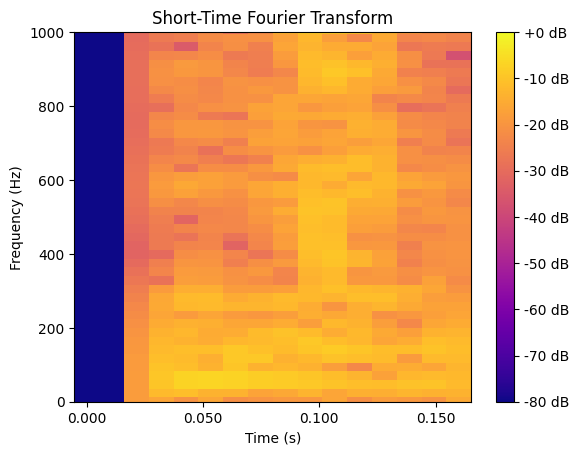 Short-Time Fourier Transform
1000
800
600
400
200
0
Frequency (Hz)
0.000
0.050
0.100
0.150
Time (s)
+0 dB
-10 dB
-20 dB
-30 dB
-40 dB
-50 dB
-60 dB
-70 dB
-80 dB